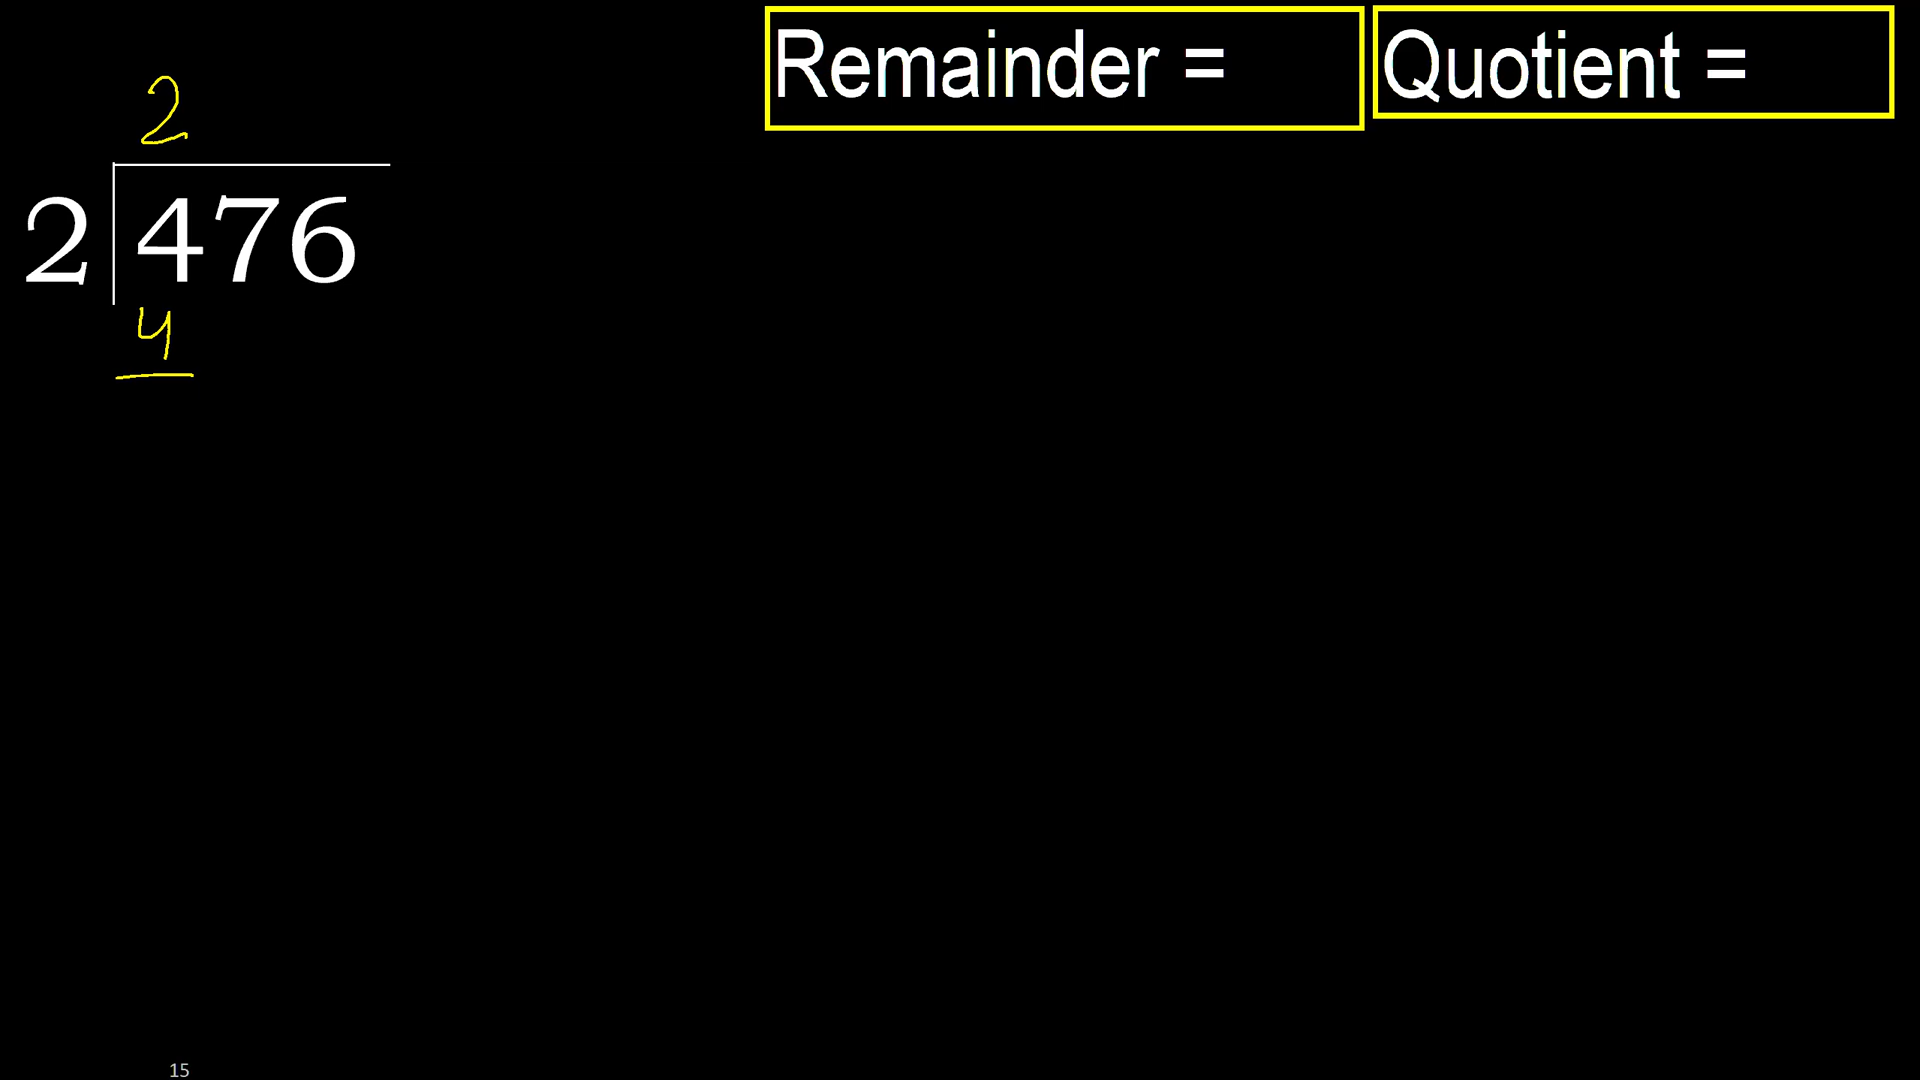 Remainder =
Quotient =
2
2 476
4
15